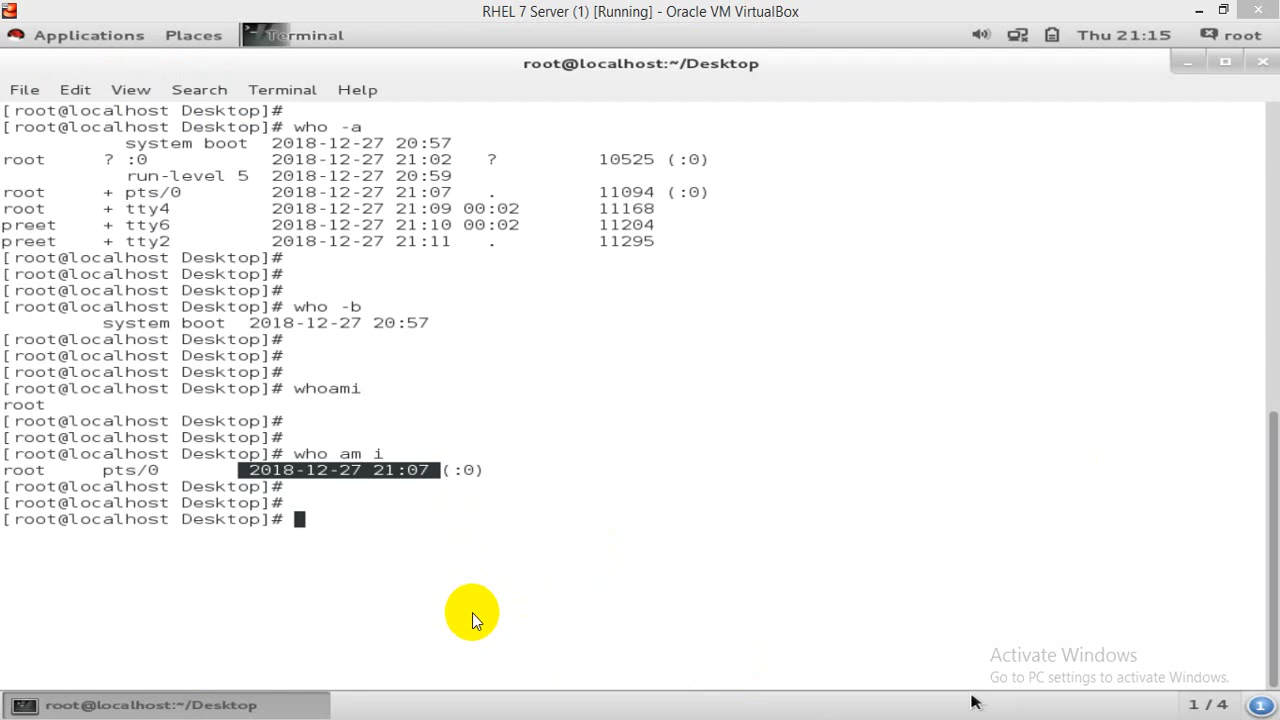 RHEL 7 Server (1) [Running] - Oracle VM VirtualBox
Applications Places Terminal Thu 21:15 root
root@localhost:~/Desktop
File Edit View Search Terminal Help
[root@localhost Desktop]#
[root@localhost Desktop]# who -a
system boot 2018-12-27 20:57
root ? :0 2018-12-27 21:02 ? 10525 (:0)
run-level 5 2018-12-27 20:59
root + pts/0 2018-12-27 21:07 . 11094 (:0)
root + tty4 2018-12-27 21:09 00:02 11168
preet + tty6 2018-12-27 21:10 00:02 11204
preet + tty2 2018-12-27 21:11 . 11295
[root@localhost Desktop]#
[root@localhost Desktop]#
[root@localhost Desktop]#
[root@localhost Desktop]# who -b
system boot 2018-12-27 20:57
[root@localhost Desktop]#
[root@localhost Desktop]#
[root@localhost Desktop]#
[root@localhost Desktop]# whoami
root
[root@localhost Desktop]#
[root@localhost Desktop]#
[root@localhost Desktop]# who am i
root pts/0 2018-12-27 21:07 (:0)
[root@localhost Desktop]#
[root@localhost Desktop]#
[root@localhost Desktop]#
Activate Windows
Go to PC settings to activate Windows.
root@localhost:~/Desktop 1 / 4 1